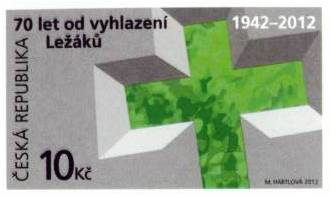 70 let od vyhlazení
Ležáků
1942–2012
ČESKÁ REPUBLIKA
10Kč
M. HARTLOVÁ 2012